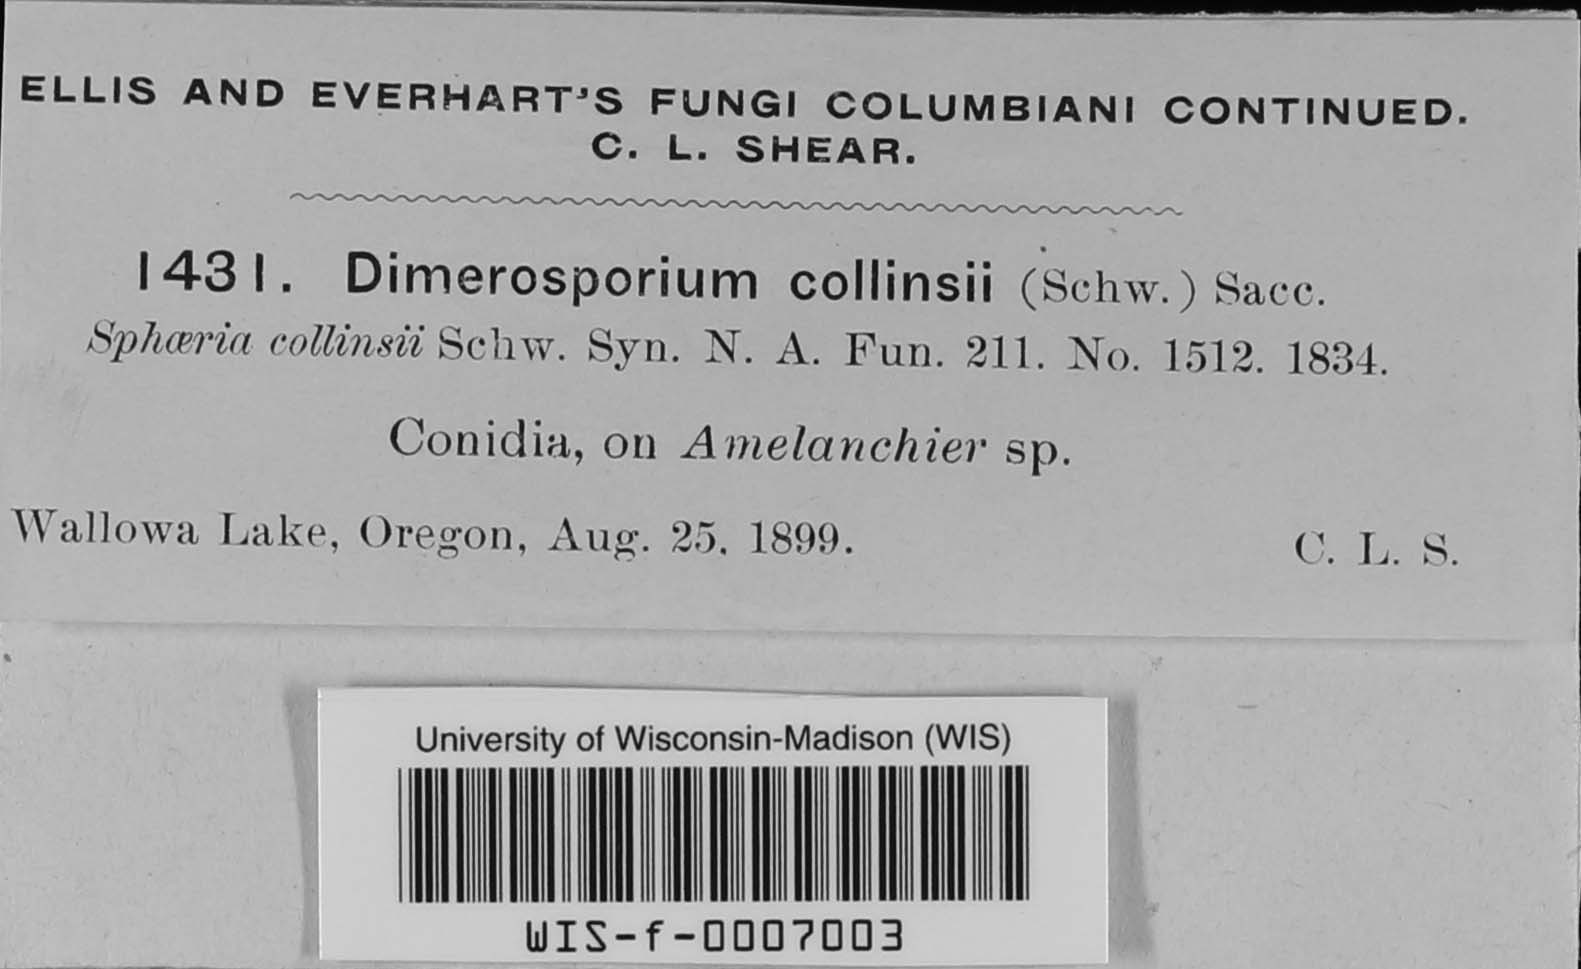 ELLIS AND EVERHART'S FUNGI COLUMBIANI CONTINUED.
C. L. SHEAR.
1431. Dimerosporium collinsii (Schw.) Sacc.
Sphæria collinsii Schw. Syn. N. A. Fun. 211. No. 1512. 1834.
Conidia, on Amelanchier sp.
Wallowa Lake, Oregon, Aug. 25, 1899. C. L. S.
University of Wisconsin-Madison (WIS)
WIS-f-0007003